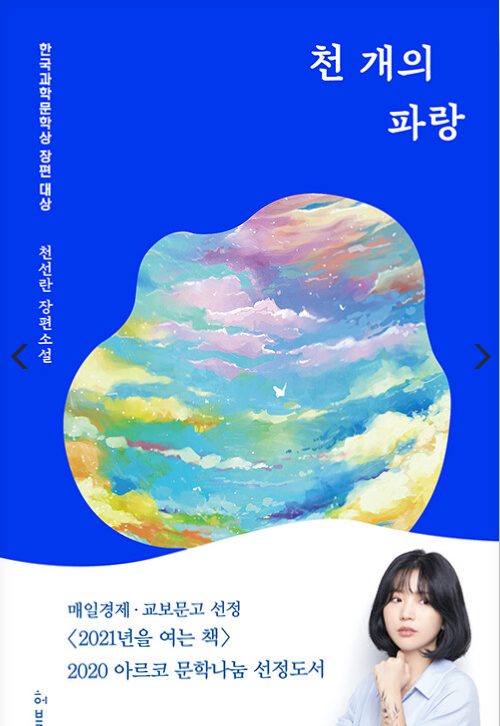 천 개의
파랑
한국과학문학상 장편 대상
천선란 장편소설
매일경제 · 교보문고 선정
〈2021년을 여는 책〉
2020 아르코 문학나눔 선정도서
허블